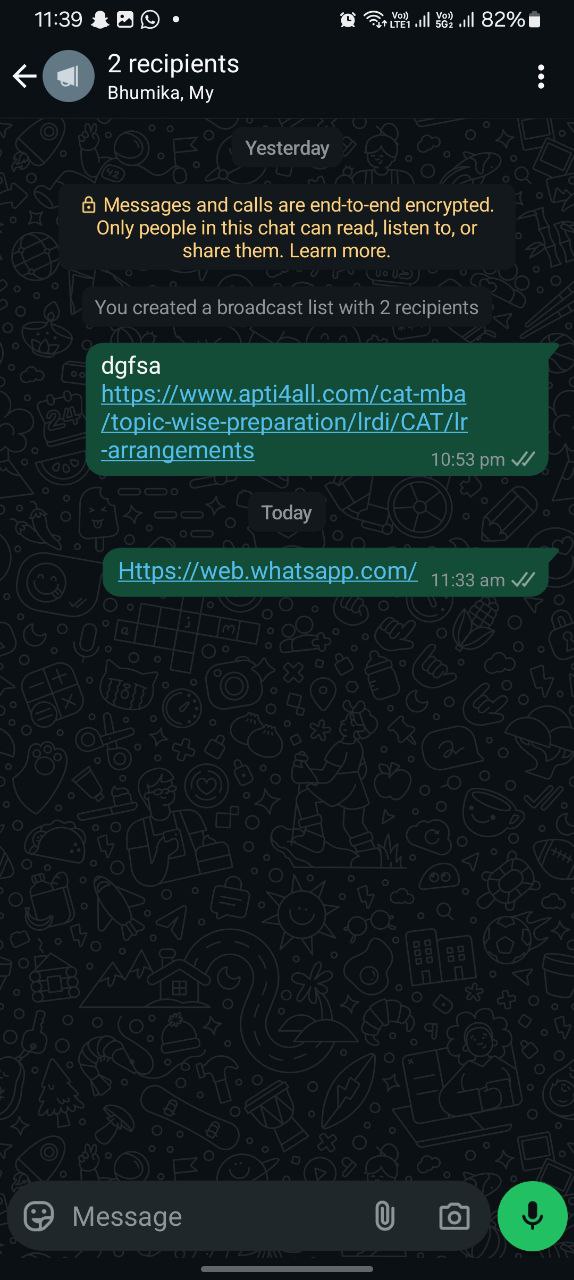 11:39 Vo) LTE1 Vo) 5G2 82%
2 recipients
Bhumika, My
Yesterday
Messages and calls are end-to-end encrypted.
Only people in this chat can read, listen to, or
share them. Learn more.
You created a broadcast list with 2 recipients
dgfsa
https://www.apti4all.com/cat-mba
/topic-wise-preparation/lrdi/CAT/lr
-arrangements
10:53 pm
Today
Https://web.whatsapp.com/ 11:33 am
Message